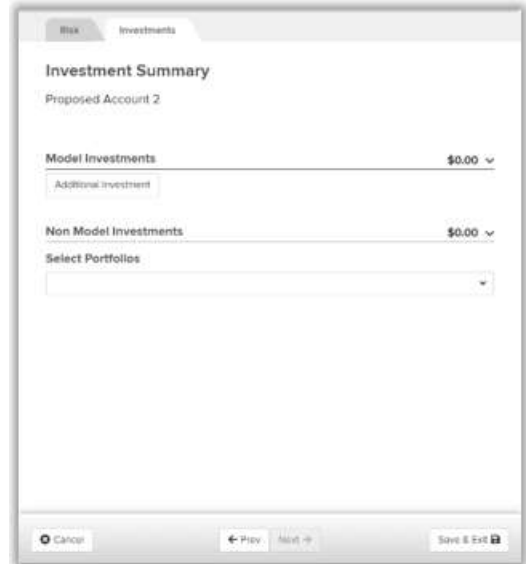 Risk Investments
Investment Summary
Proposed Account 2
Model Investments $0.00
Additional Investment
Non Model Investments $0.00
Select Portfolios
Cancel Prev Next Save & Exit